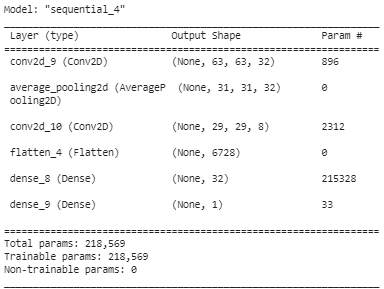 Model: "sequential_4"
_________________________________________________________________
Layer (type) Output Shape Param #
=================================================================
conv2d_9 (Conv2D) (None, 63, 63, 32) 896
average_pooling2d (AverageP (None, 31, 31, 32) 0
ooling2D)
conv2d_10 (Conv2D) (None, 29, 29, 8) 2312
flatten_4 (Flatten) (None, 6728) 0
dense_8 (Dense) (None, 32) 215328
dense_9 (Dense) (None, 1) 33
=================================================================
Total params: 218,569
Trainable params: 218,569
Non-trainable params: 0
_________________________________________________________________